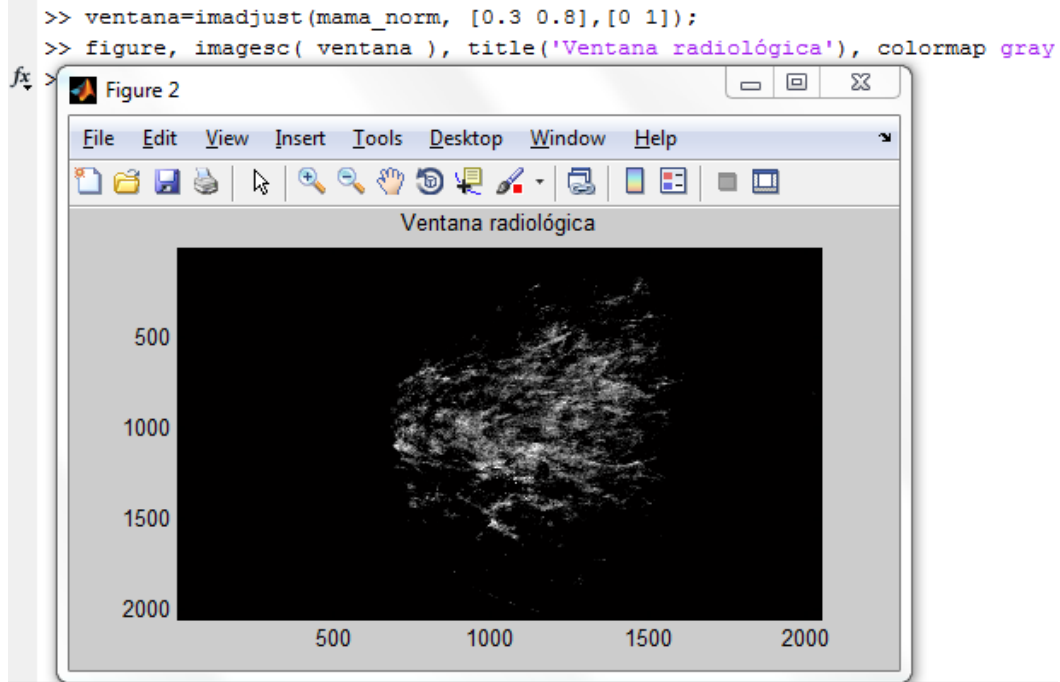 >> ventana=imadjust(mama_norm, [0.3 0.8],[0 1]);
>> figure, imagesc( ventana ), title('Ventana radiológica'), colormap gray
fx >
Figure 2
File Edit View Insert Tools Desktop Window Help
Ventana radiológica
500
1000
1500
2000
500 1000 1500 2000